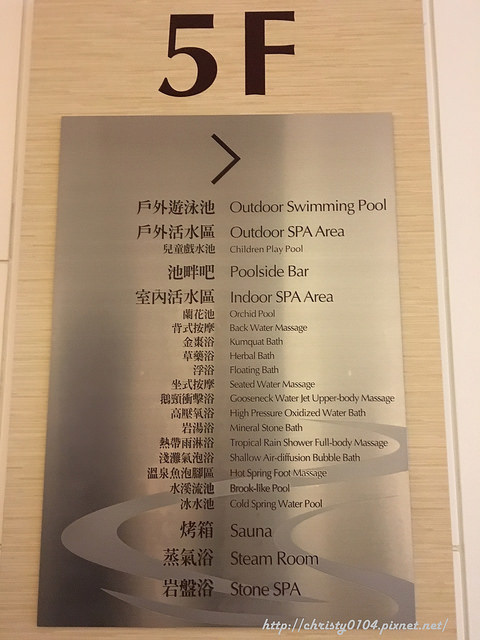 5F
戶外遊泳池 Outdoor Swimming Pool
戶外活水區 Outdoor SPA Area
兒童戲水池 Children Play Pool
池畔吧 Poolside Bar
室內活水區 Indoor SPA Area
蘭花池 Orchid Pool
背式按摩 Back Water Massage
金棗浴 Kumquat Bath
草藥浴 Herbal Bath
浮浴 Floating Bath
坐式按摩 Seated Water Massage
鵝頸衝擊浴 Gooseneck Water Jet Upper-body Massage
高壓氧浴 High Pressure Oxidized Water Bath
岩湯浴 Mineral Stone Bath
熱帶雨淋浴 Tropical Rain Shower Full-body Massage
淺灘氣泡浴 Shallow Air-diffusion Bubble Bath
溫泉魚泡腳區 Hot Spring Foot Massage
水溪流池 Brook-like Pool
冰水池 Cold Spring Water Pool
烤箱 Sauna
蒸氣浴 Steam Room
岩盤浴 Stone SPA
http://christy0104.pixnet.net/